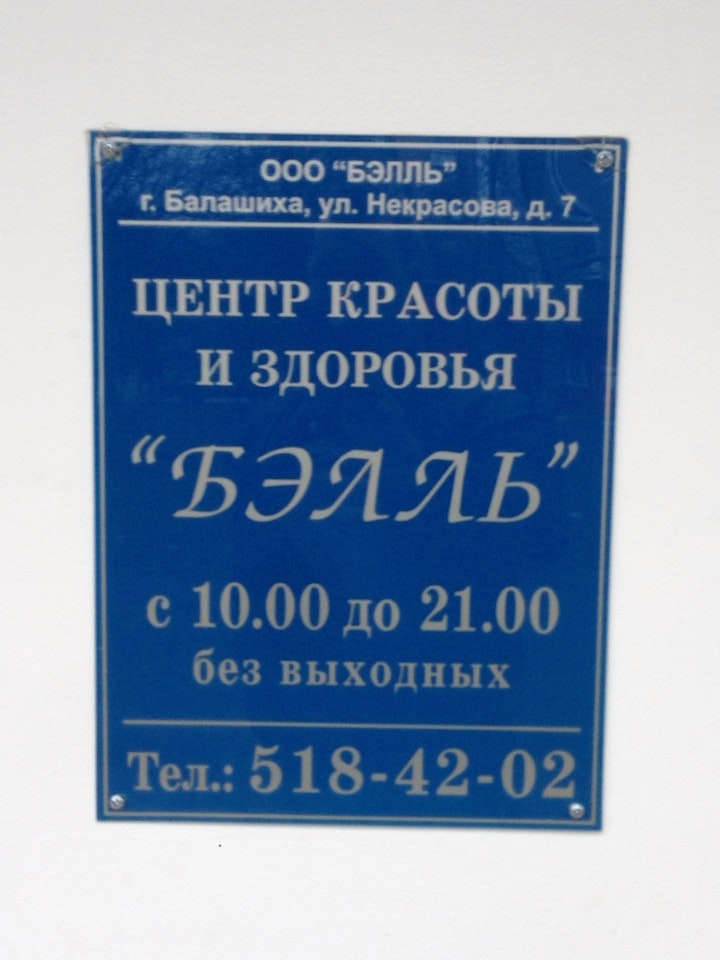 ООО “БЭЛЛЬ”
г. Балашиха, ул. Некрасова, д. 7
ЦЕНТР КРАСОТЫ
И ЗДОРОВЬЯ
“БЭЛЛЬ”
с 10.00 до 21.00
без выходных
Тел.: 518-42-02